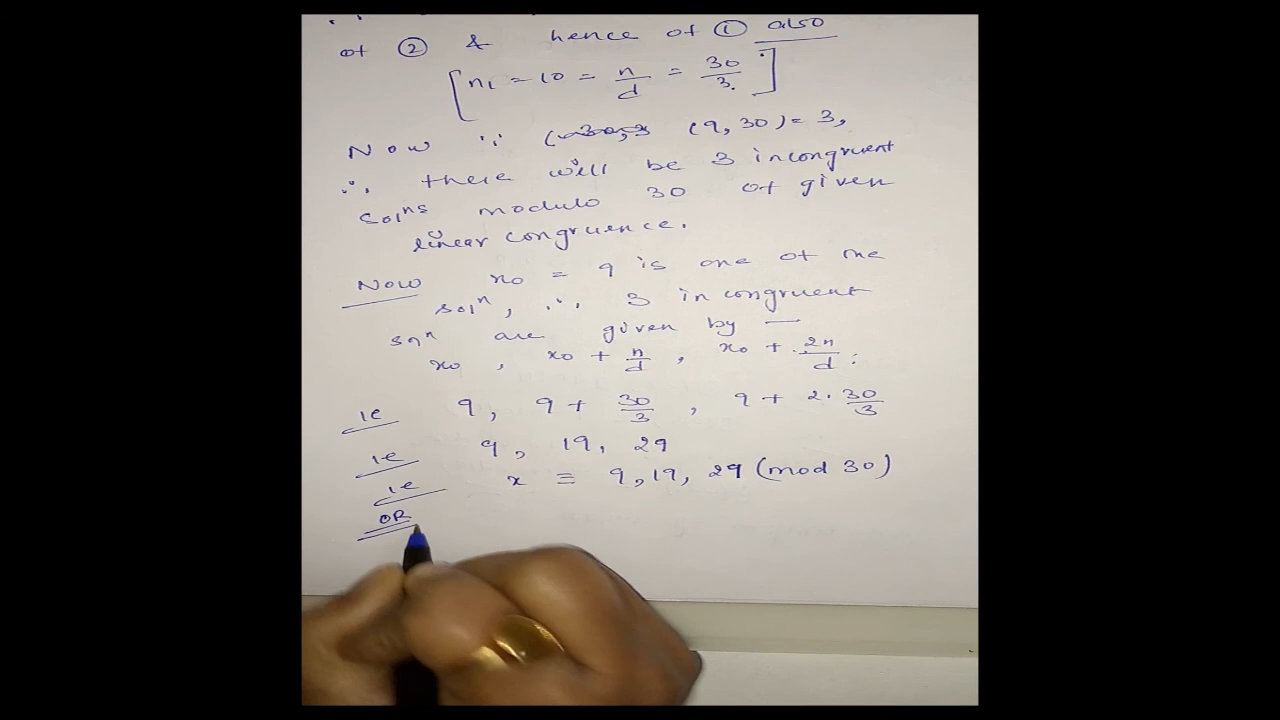 of ② & hence of ① also
[n₁ = 10 = n/d = 30/3.]
Now ∵ (9, 30) = 3,
∴ there will be 3 incongruent
solⁿs modulo 30 of given
linear congruence.
Now x₀ = 9 is one of the
solⁿ, ∴ 3 incongruent
solⁿ are given by —
x₀, x₀ + n/d, x₀ + 2n/d.
ie 9, 9 + 30/3, 9 + 2·30/3
ie 9, 19, 29
ie x ≡ 9, 19, 29 (mod 30)
OR